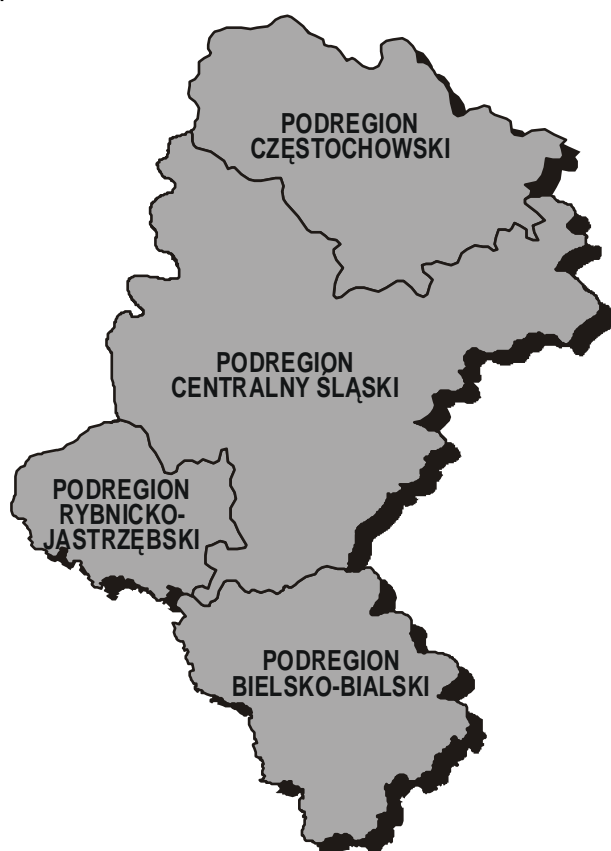 PODREGION
CZĘSTOCHOWSKI
PODREGION
CENTRALNY ŚLĄSKI
PODREGION
RYBNICKO-
JASTRZĘBSKI
PODREGION
BIELSKO-BIALSKI